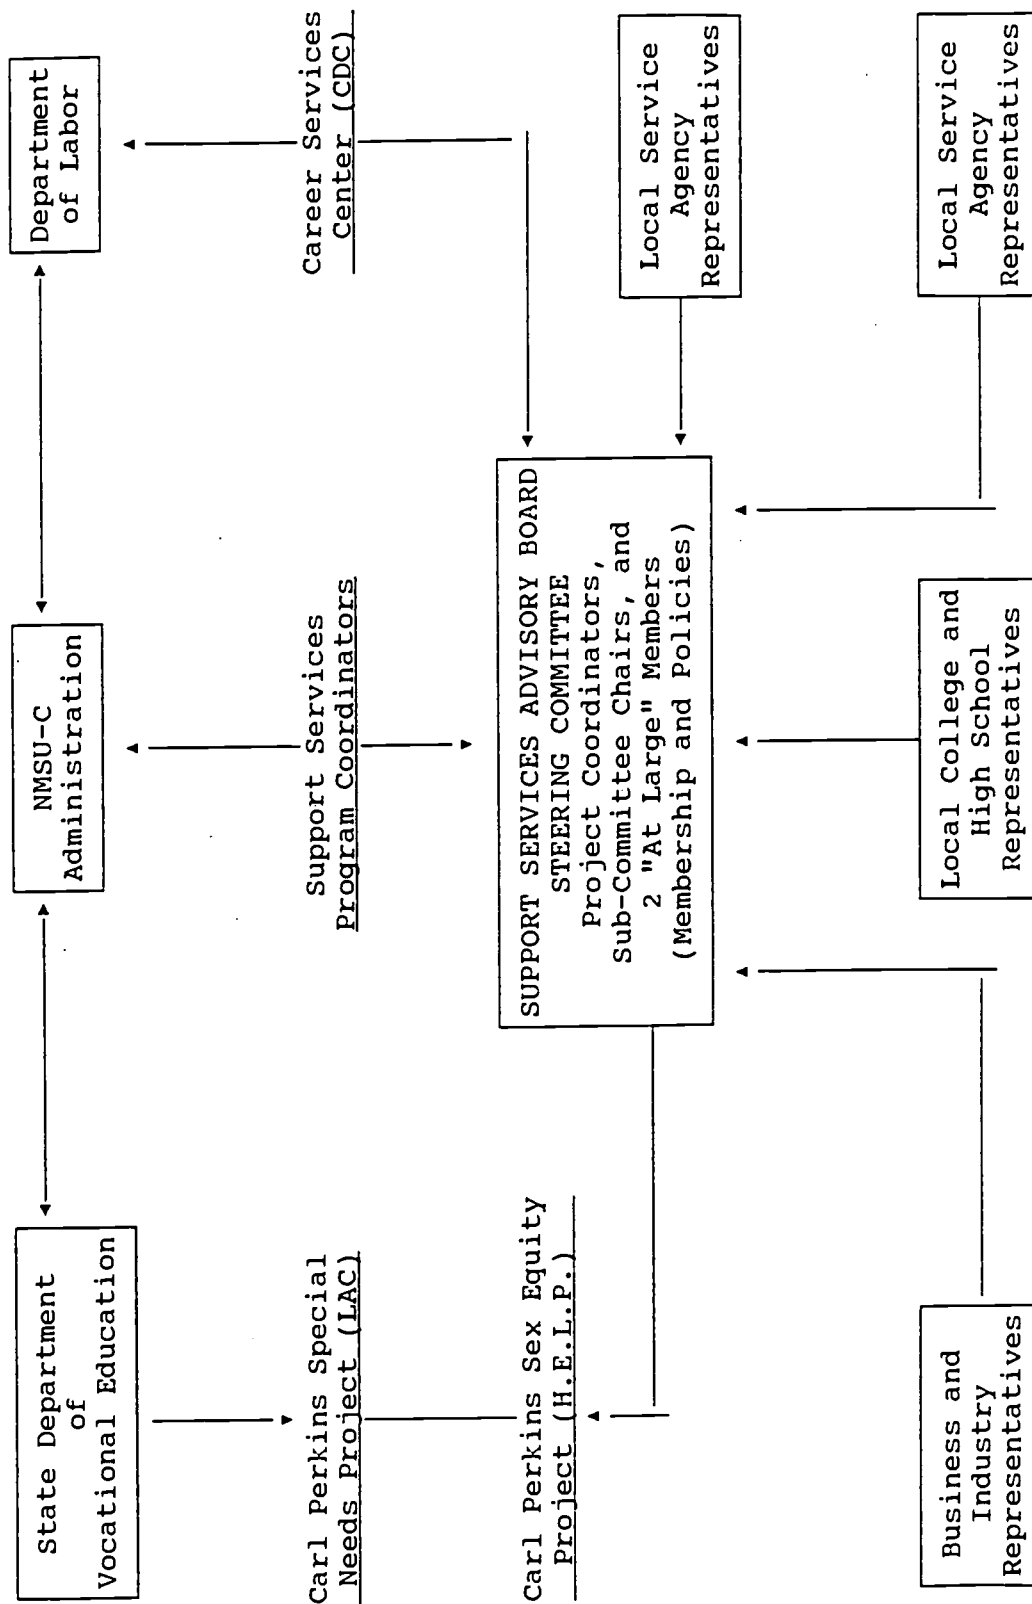 State Department
of
Vocational Education
NMSU-C
Administration
Department
of Labor
Carl Perkins Special
Needs Project (LAC)
Support Services
Program Coordinators
Career Services
Center (CDC)
Carl Perkins Sex Equity
Project (H.E.L.P.)
SUPPORT SERVICES ADVISORY BOARD
STEERING COMMITTEE
Project Coordinators,
Sub-Committee Chairs, and
2 "At Large" Members
(Membership and Policies)
Local Service
Agency
Representatives
Business and
Industry
Representatives
Local College and
High School
Representatives
Local Service
Agency
Representatives